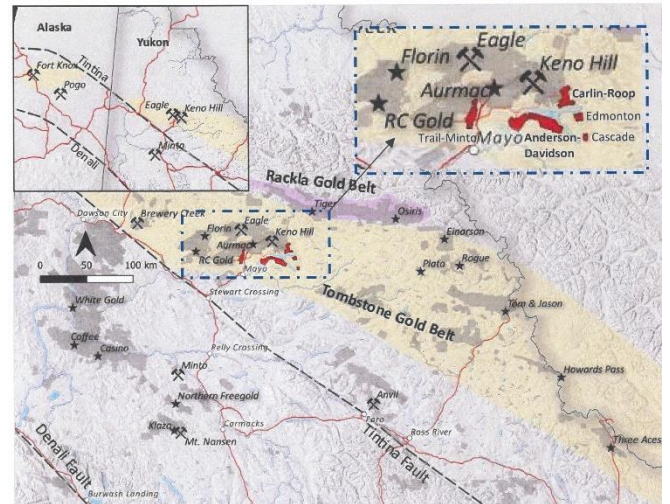 Alaska
Yukon
Tintina
Fort Knox
Pogo
Eagle
Keno Hill
Denali
Minto
Florin
Eagle
Keno Hill
Aurmac
Carlin-Roop
RC Gold
Edmonton
Trail-Minto
Mayo
Anderson-
Davidson
Cascade
Rackla Gold Belt
Tiger
Osiris
Dawson City
Brewery Creek
Florin
Eagle
Keno Hill
Aurmac
RC Gold
Mayo
Einarson
Plata
Rogue
0 50 100 km
Stewart Crossing
Tombstone Gold Belt
Tom & Jason
White Gold
Coffee
Casino
Pelly Crossing
Minto
Howards Pass
Northern Freegold
Anvil
Klaza
Mt. Nansen
Carmacks
Faro
Ross River
Three Aces
Denali Fault
Tintina Fault
Burwash Landing